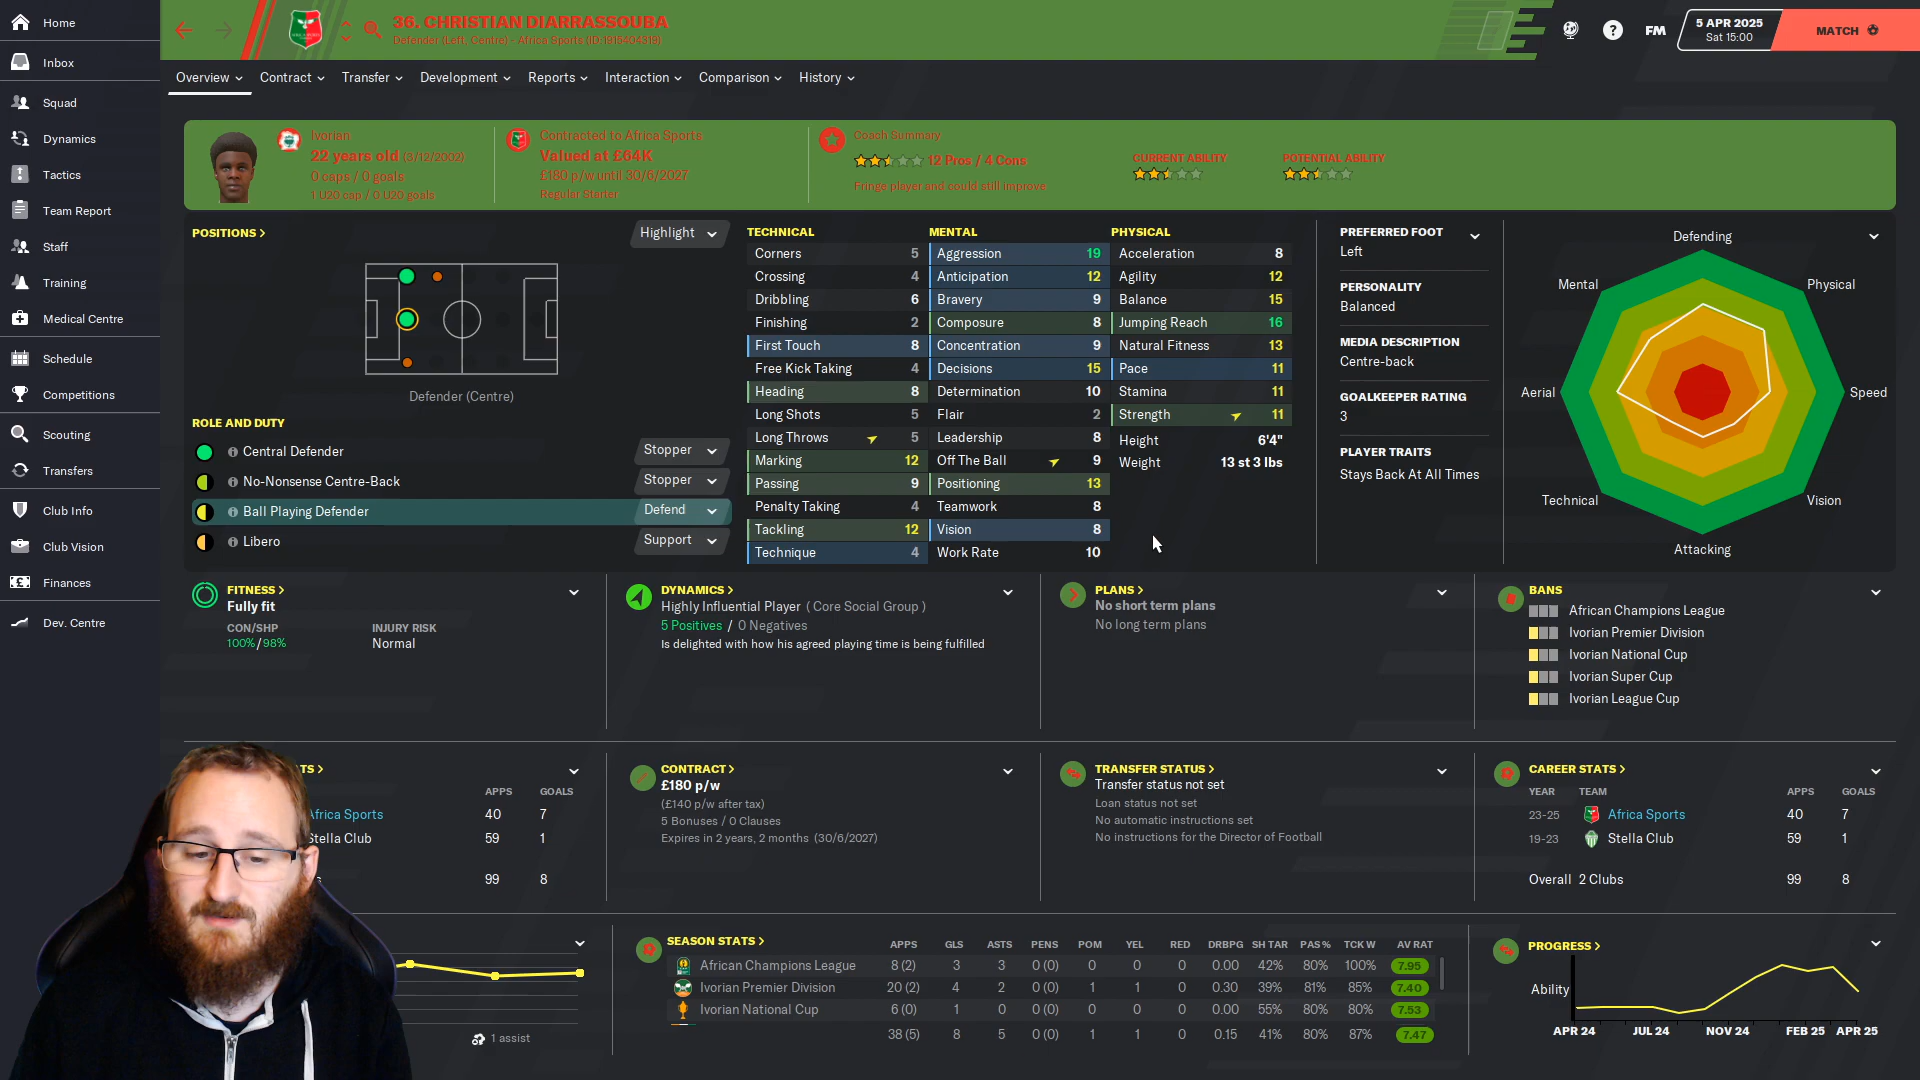 Home
Inbox
Squad
Dynamics
Tactics
Team Report
Staff
Training
Medical Centre
Schedule
Competitions
Scouting
Transfers
Club Info
Club Vision
Finances
Dev. Centre
36. CHRISTIAN DIARRASSOUBA
Defender (Left, Centre) - Africa Sports (ID:1915404319)
FM
5 APR 2025
Sat 15:00
MATCH
Overview Contract Transfer Development Reports Interaction Comparison History
Ivorian
22 years old (3/12/2002)
0 caps / 0 goals
1 U20 cap / 0 U20 goals
Contracted to Africa Sports
Valued at £64K
£180 p/w until 30/6/2027
Regular Starter
Coach Summary
12 Pros / 4 Cons
Fringe player and could still improve
CURRENT ABILITY
POTENTIAL ABILITY
POSITIONS >
Highlight
Defender (Centre)
ROLE AND DUTY
Central Defender Stopper
No-Nonsense Centre-Back Stopper
Ball Playing Defender Defend
Libero Support
TECHNICAL
Corners 5
Crossing 4
Dribbling 6
Finishing 2
First Touch 8
Free Kick Taking 4
Heading 8
Long Shots 5
Long Throws 5
Marking 12
Passing 9
Penalty Taking 4
Tackling 12
Technique 4
MENTAL
Aggression 19
Anticipation 12
Bravery 9
Composure 8
Concentration 9
Decisions 15
Determination 10
Flair 2
Leadership 8
Off The Ball 9
Positioning 13
Teamwork 8
Vision 8
Work Rate 10
PHYSICAL
Acceleration 8
Agility 12
Balance 15
Jumping Reach 16
Natural Fitness 13
Pace 11
Stamina 11
Strength 11
Height 6'4"
Weight 13 st 3 lbs
PREFERRED FOOT
Left
PERSONALITY
Balanced
MEDIA DESCRIPTION
Centre-back
GOALKEEPER RATING
3
PLAYER TRAITS
Stays Back At All Times
Defending
Mental
Physical
Aerial
Speed
Technical
Vision
Attacking
FITNESS >
Fully fit
CON/SHP
100%/98%
INJURY RISK
Normal
DYNAMICS >
Highly Influential Player ( Core Social Group )
5 Positives / 0 Negatives
Is delighted with how his agreed playing time is being fulfilled
PLANS >
No short term plans
No long term plans
BANS
African Champions League
Ivorian Premier Division
Ivorian National Cup
Ivorian Super Cup
Ivorian League Cup
TS >
APPS GOALS
Africa Sports 40 7
Stella Club 59 1
99 8
CONTRACT >
£180 p/w
(£140 p/w after tax)
5 Bonuses / 0 Clauses
Expires in 2 years, 2 months (30/6/2027)
TRANSFER STATUS >
Transfer status not set
Loan status not set
No automatic instructions set
No instructions for the Director of Football
CAREER STATS >
YEAR TEAM APPS GOALS
23-25 Africa Sports 40 7
19-23 Stella Club 59 1
Overall 2 Clubs 99 8
1 assist
SEASON STATS > APPS GLS ASTS PENS POM YEL RED DRBPG SH TAR PAS % TCK W AV RAT
African Champions League 8 (2) 3 3 0 (0) 0 0 0 0.00 42% 80% 100% 7.95
Ivorian Premier Division 20 (2) 4 2 0 (0) 1 1 0 0.30 39% 81% 85% 7.40
Ivorian National Cup 6 (0) 1 0 0 (0) 0 0 0 0.00 55% 80% 80% 7.53
38 (5) 8 5 0 (0) 1 1 0 0.15 41% 80% 87% 7.47
PROGRESS >
Ability
APR 24 JUL 24 NOV 24 FEB 25 APR 25